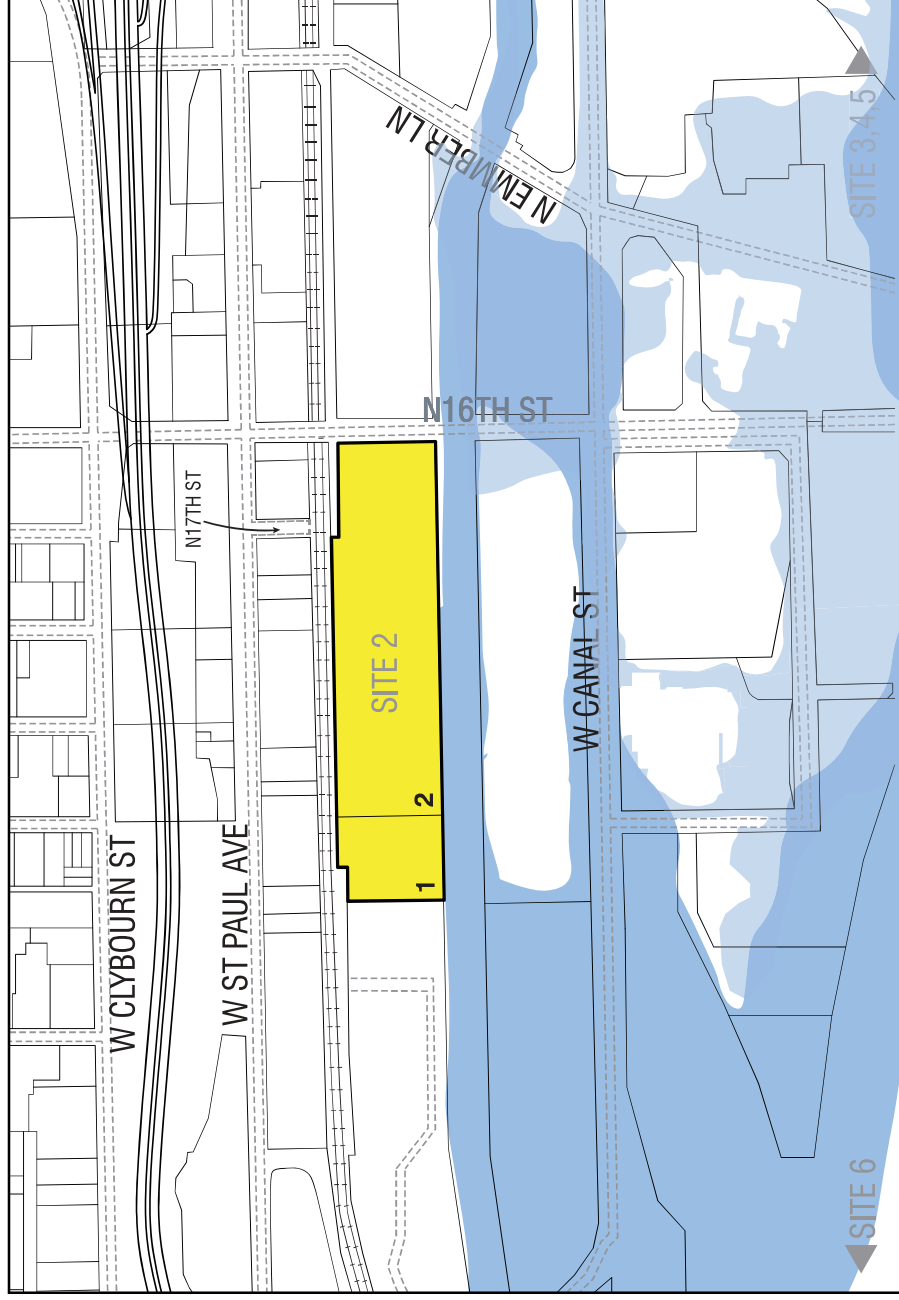 N EMMBER LN
SITE 3,4,5
N16TH ST
N17TH ST
SITE 2
W CANAL ST
2
1
W CLYBOURN ST
W ST PAUL AVE
SITE 6